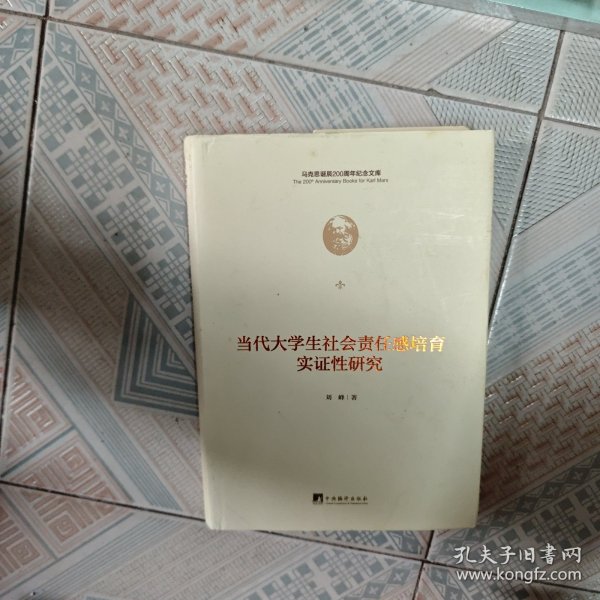 马克思诞辰200周年纪念文库
The 200th Anniversary Books for Karl Marx
当代大学生社会责任感培育
实证性研究
刘 峰 | 著
中央编译出版社
孔夫子旧书网
www.kongfz.com